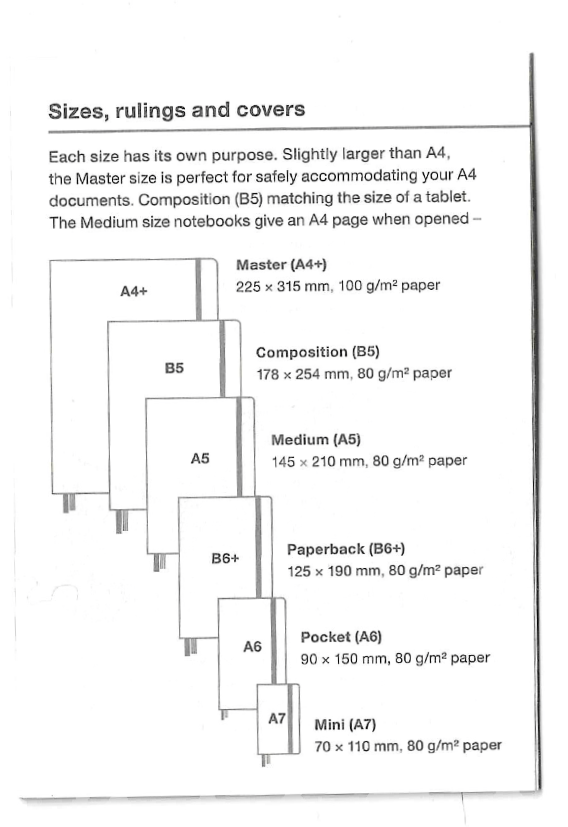 Sizes, rulings and covers
Each size has its own purpose. Slightly larger than A4,
the Master size is perfect for safely accommodating your A4
documents. Composition (B5) matching the size of a tablet.
The Medium size notebooks give an A4 page when opened –
A4+
Master (A4+)
225 × 315 mm, 100 g/m² paper
B5
Composition (B5)
178 × 254 mm, 80 g/m² paper
A5
Medium (A5)
145 × 210 mm, 80 g/m² paper
B6+
Paperback (B6+)
125 × 190 mm, 80 g/m² paper
A6
Pocket (A6)
90 × 150 mm, 80 g/m² paper
A7
Mini (A7)
70 × 110 mm, 80 g/m² paper